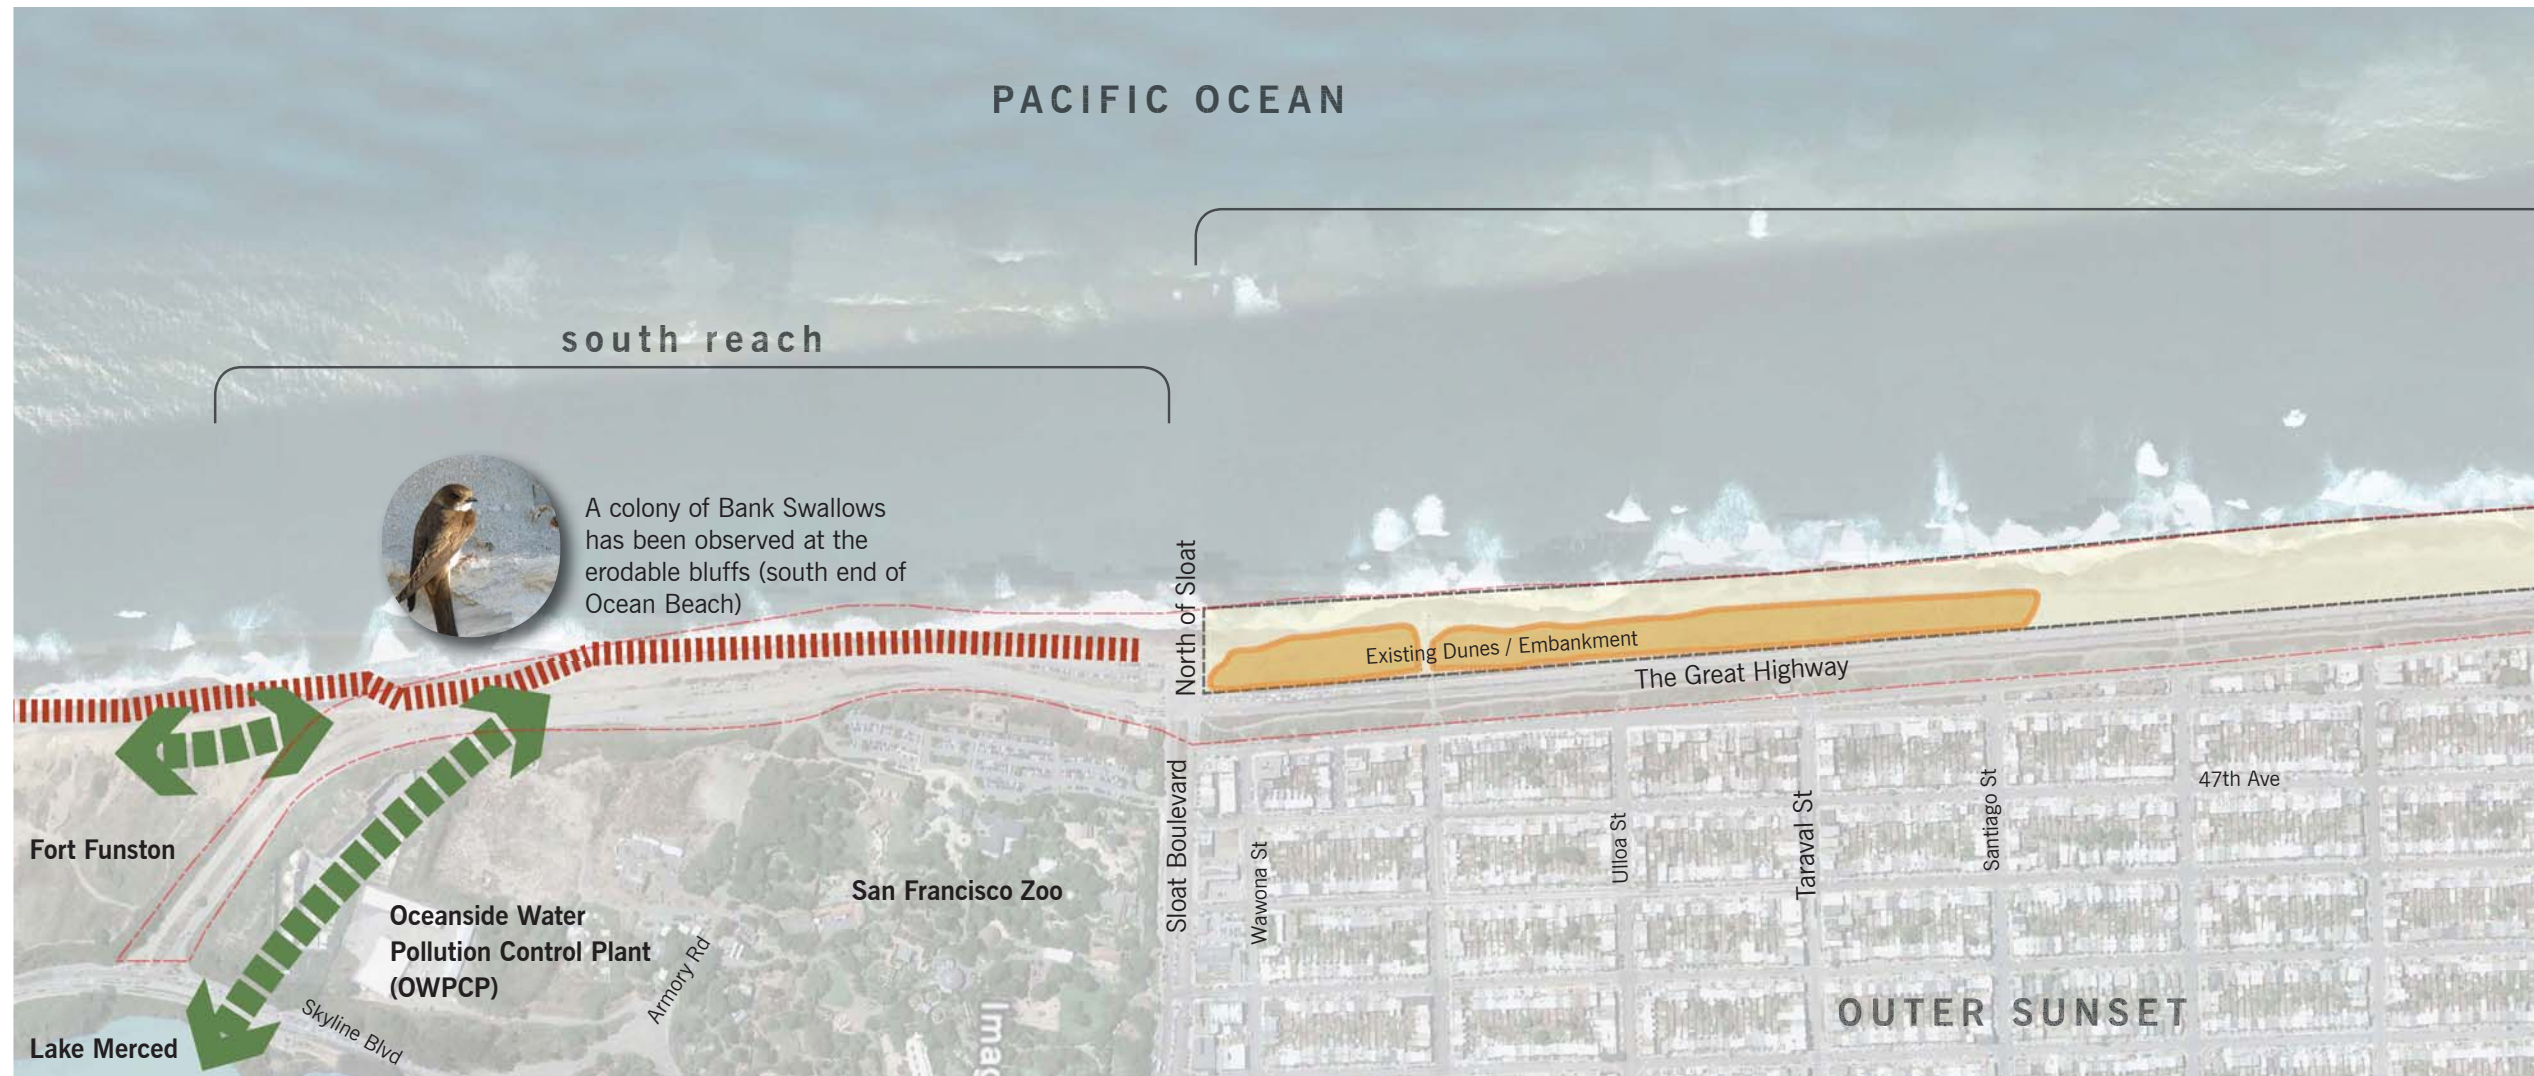 PACIFIC OCEAN
south reach
A colony of Bank Swallows
has been observed at the
erodable bluffs (south end of
Ocean Beach)
North of Sloat
Existing Dunes / Embankment
The Great Highway
47th Ave
Sloat Boulevard
Wawona St
Ulloa St
Taraval St
Santiago St
Fort Funston
San Francisco Zoo
Oceanside Water
Pollution Control Plant
(OWPCP)
Armory Rd
Skyline Blvd
Lake Merced
OUTER SUNSET
Imag